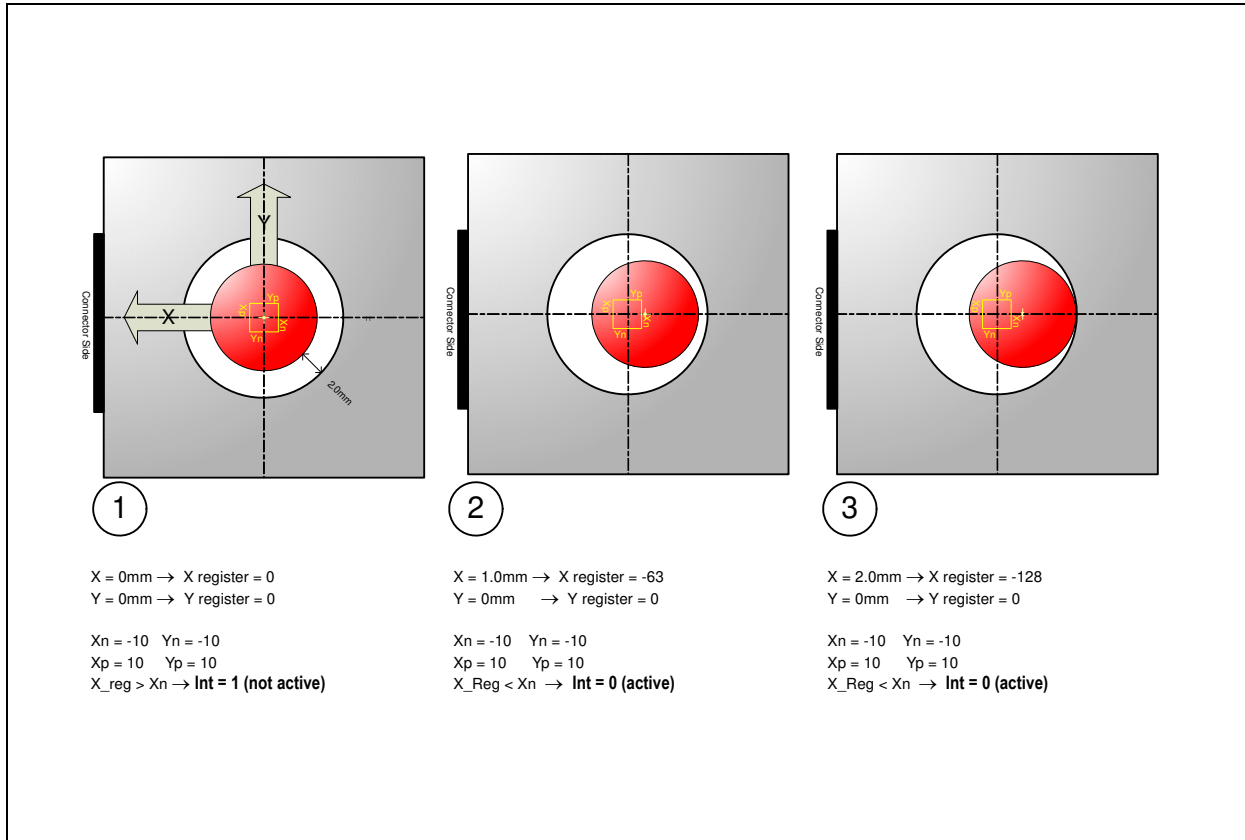 Y
X
Yp
Xp
Xn
Yn
2.0mm
Connector Side
1
X = 0mm → X register = 0
Y = 0mm → Y register = 0
Xn = -10 Yn = -10
Xp = 10 Yp = 10
X_reg > Xn → Int = 1 (not active)
Yp
Xp
Xn
Yn
Connector Side
2
X = 1.0mm → X register = -63
Y = 0mm → Y register = 0
Xn = -10 Yn = -10
Xp = 10 Yp = 10
X_Reg < Xn → Int = 0 (active)
Yp
Xp
Xn
Yn
Connector Side
3
X = 2.0mm → X register = -128
Y = 0mm → Y register = 0
Xn = -10 Yn = -10
Xp = 10 Yp = 10
X_Reg < Xn → Int = 0 (active)